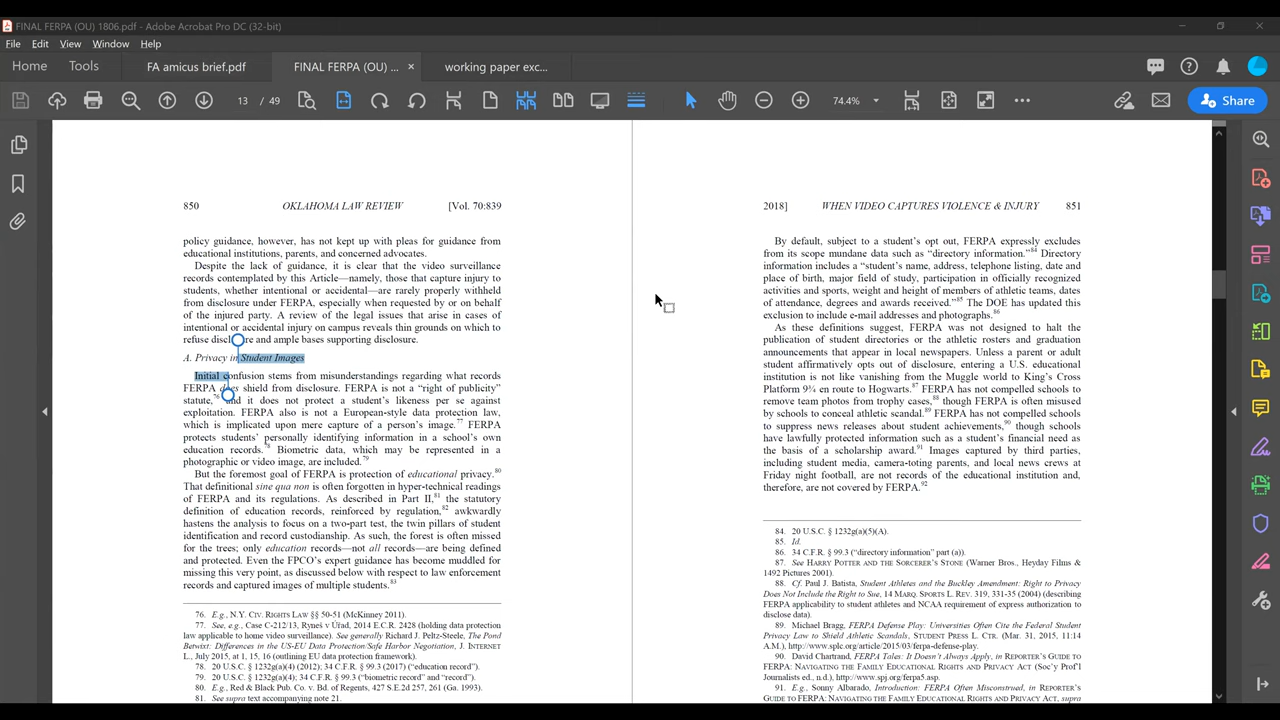 FINAL FERPA (OU) 1806.pdf - Adobe Acrobat Pro DC (32-bit)
File Edit View Window Help
Home Tools FA amicus brief.pdf FINAL FERPA (OU) ... × working paper exc...
13 / 49 74.4% Share
850 OKLAHOMA LAW REVIEW [Vol. 70:839
policy guidance, however, has not kept up with pleas for guidance from
educational institutions, parents, and concerned advocates.
Despite the lack of guidance, it is clear that the video surveillance
records contemplated by this Article—namely, those that capture injury to
students, whether intentional or accidental—are rarely properly withheld
from disclosure under FERPA, especially when requested by or on behalf
of the injured party. A review of the legal issues that arise in cases of
intentional or accidental injury on campus reveals thin grounds on which to
refuse disclosure and ample bases supporting disclosure.
A. Privacy in Student Images
Initial confusion stems from misunderstandings regarding what records
FERPA may shield from disclosure. FERPA is not a “right of publicity”
statute,76 and it does not protect a student’s likeness per se against
exploitation. FERPA also is not a European-style data protection law,
which is implicated upon mere capture of a person’s image.77 FERPA
protects students’ personally identifying information in a school’s own
education records.78 Biometric data, which may be represented in a
photographic or video image, are included.79
But the foremost goal of FERPA is protection of educational privacy.80
That definitional sine qua non is often forgotten in hyper-technical readings
of FERPA and its regulations. As described in Part II,81 the statutory
definition of education records, reinforced by regulation,82 awkwardly
hastens the analysis to focus on a two-part test, the twin pillars of student
identification and record custodianship. As such, the forest is often missed
for the trees; only education records—not all records—are being defined
and protected. Even the FPCO’s expert guidance has become muddled for
missing this very point, as discussed below with respect to law enforcement
records and captured images of multiple students.83
76. E.g., N.Y. CIV. RIGHTS LAW §§ 50-51 (McKinney 2011).
77. See, e.g., Case C-212/13, Ryneš v Úřad, 2014 E.C.R. 2428 (holding data protection
law applicable to home video surveillance). See generally Richard J. Peltz-Steele, The Pond
Betwixt: Differences in the US-EU Data Protection/Safe Harbor Negotiation, J. INTERNET
L., July 2015, at 1, 15, 16 (outlining EU data protection framework).
78. 20 U.S.C. § 1232g(a)(4) (2012); 34 C.F.R. § 99.3 (2017) (“education record”).
79. 20 U.S.C. § 1232g(a)(4); 34 C.F.R. § 99.3 (“biometric record” and “record”).
80. E.g., Red & Black Pub. Co. v. Bd. of Regents, 427 S.E.2d 257, 261 (Ga. 1993).
81. See supra text accompanying note 21.
2018] WHEN VIDEO CAPTURES VIOLENCE & INJURY 851
By default, subject to a student’s opt out, FERPA expressly excludes
from its scope mundane data such as “directory information.”84 Directory
information includes a “student’s name, address, telephone listing, date and
place of birth, major field of study, participation in officially recognized
activities and sports, weight and height of members of athletic teams, dates
of attendance, degrees and awards received.”85 The DOE has updated this
exclusion to include e-mail addresses and photographs.86
As these definitions suggest, FERPA was not designed to halt the
publication of student directories or the athletic rosters and graduation
announcements that appear in local newspapers. Unless a parent or adult
student affirmatively opts out of disclosure, entering a U.S. educational
institution is not like vanishing from the Muggle world to King’s Cross
Platform 9¾ en route to Hogwarts.87 FERPA has not compelled schools to
remove team photos from trophy cases,88 though FERPA is often misused
by schools to conceal athletic scandal.89 FERPA has not compelled schools
to suppress news releases about student achievements,90 though schools
have lawfully protected information such as a student’s financial need as
the basis of a scholarship award.91 Images captured by third parties,
including student media, camera-toting parents, and local news crews at
Friday night football, are not records of the educational institution and,
therefore, are not covered by FERPA.92
84. 20 U.S.C. § 1232g(a)(5)(A).
85. Id.
86. 34 C.F.R. § 99.3 (“directory information” part (a)).
87. See HARRY POTTER AND THE SORCERER’S STONE (Warner Bros., Heyday Films &
1492 Pictures 2001).
88. Cf. Paul J. Batista, Student Athletes and the Buckley Amendment: Right to Privacy
Does Not Include the Right to Sue, 14 MARQ. SPORTS L. REV. 319, 331-35 (2004) (describing
FERPA applicability to student athletes and NCAA requirement of express authorization to
disclose data).
89. Michael Bragg, FERPA Defense Play: Universities Often Cite the Federal Student
Privacy Law to Shield Athletic Scandals, STUDENT PRESS L. CTR. (Mar. 31, 2015, 11:14
A.M.), http://www.splc.org/article/2015/03/ferpa-defense-play.
90. David Chartrand, FERPA Tales: It Doesn’t Always Apply, in REPORTER’S GUIDE TO
FERPA: NAVIGATING THE FAMILY EDUCATIONAL RIGHTS AND PRIVACY ACT (Soc’y Prof’l
Journalists ed., n.d.), http://www.spj.org/ferpa5.asp.
91. E.g., Sonny Albarado, Introduction: FERPA Often Misconstrued, in REPORTER’S
GUIDE TO FERPA: NAVIGATING THE FAMILY EDUCATIONAL RIGHTS AND PRIVACY ACT, supra